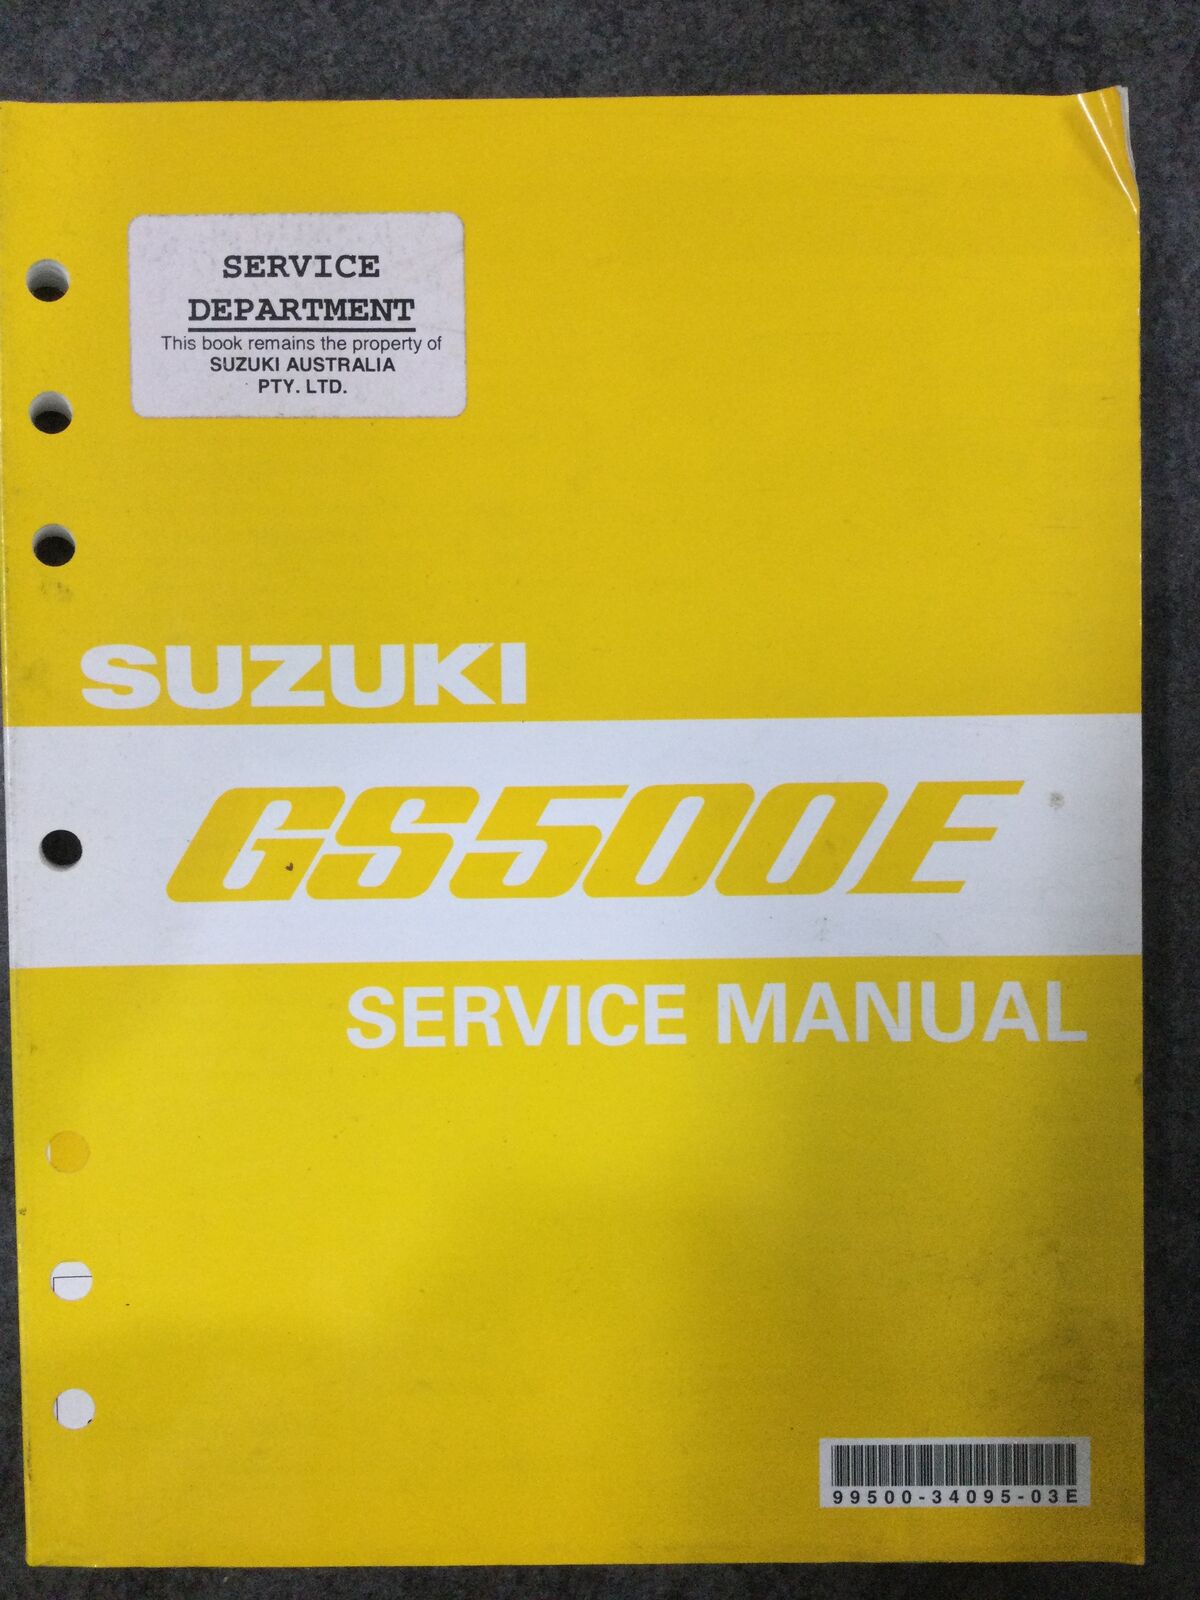 SERVICE
DEPARTMENT
This book remains the property of
SUZUKI AUSTRALIA
PTY. LTD.
SUZUKI
GS500E
SERVICE MANUAL
99500-34095-03E